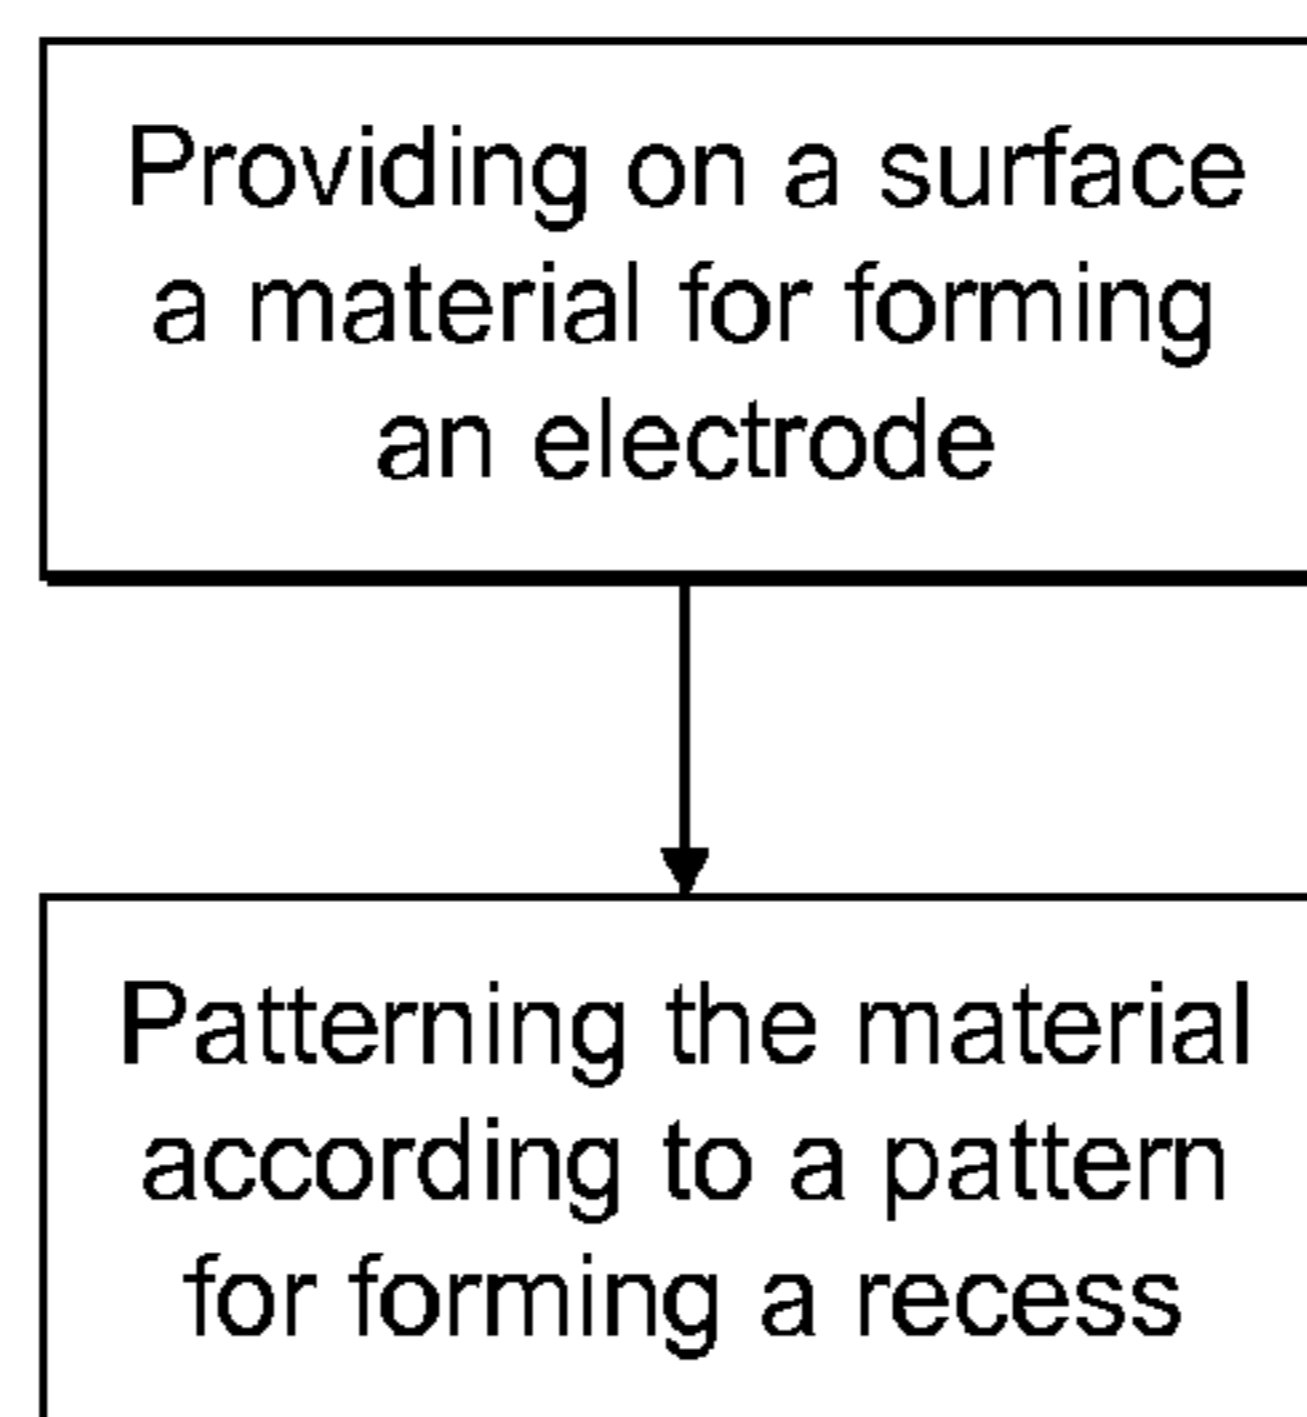 Providing on a surface
a material for forming
an electrode
Patterning the material
according to a pattern
for forming a recess